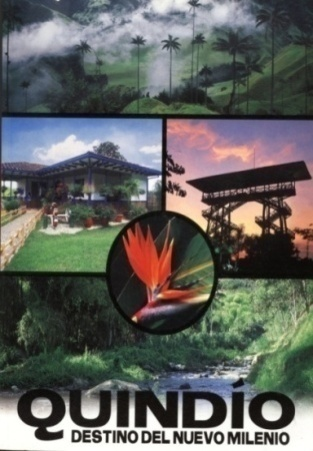 QUINDÍO
DESTINO DEL NUEVO MILENIO